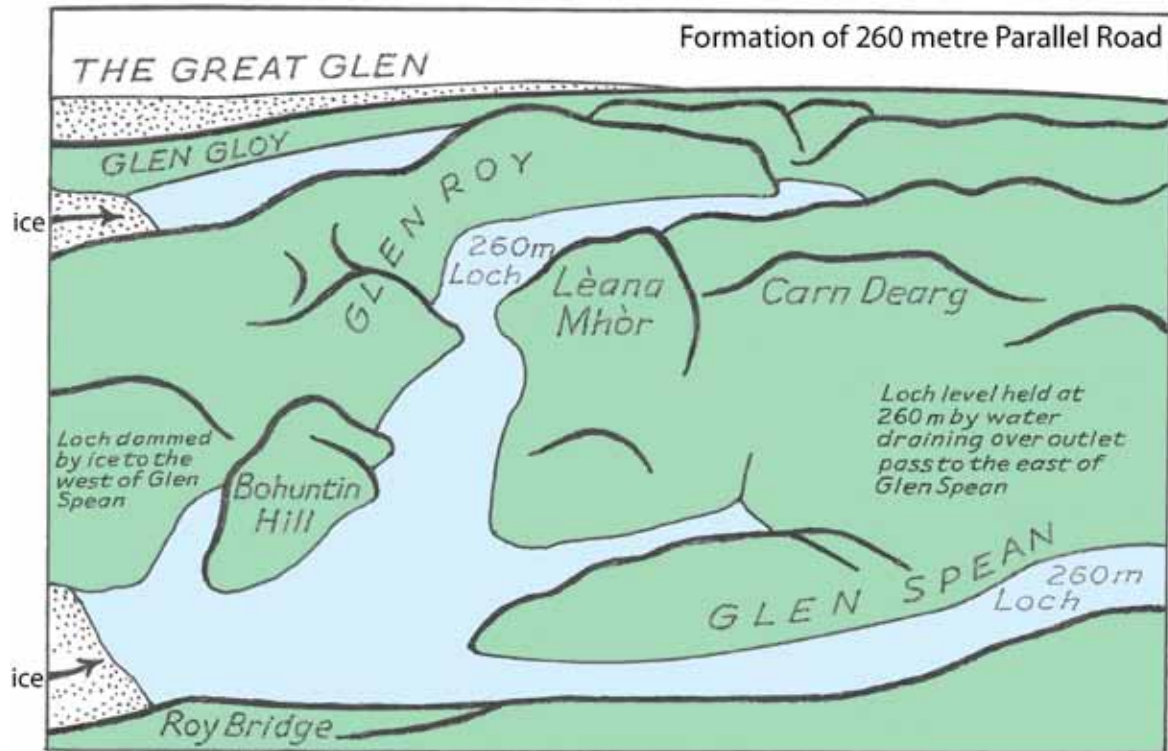 Formation of 260 metre Parallel Road
THE GREAT GLEN
GLEN GLOY
ice
GLEN ROY
260m
Loch
Lèana
Mhòr
Carn Dearg
Loch dammed
by ice to the
west of Glen
Spean
Bohuntin
Hill
Loch level held at
260 m by water
draining over outlet
pass to the east of
Glen Spean
GLEN SPEAN
260m
Loch
ice
Roy Bridge